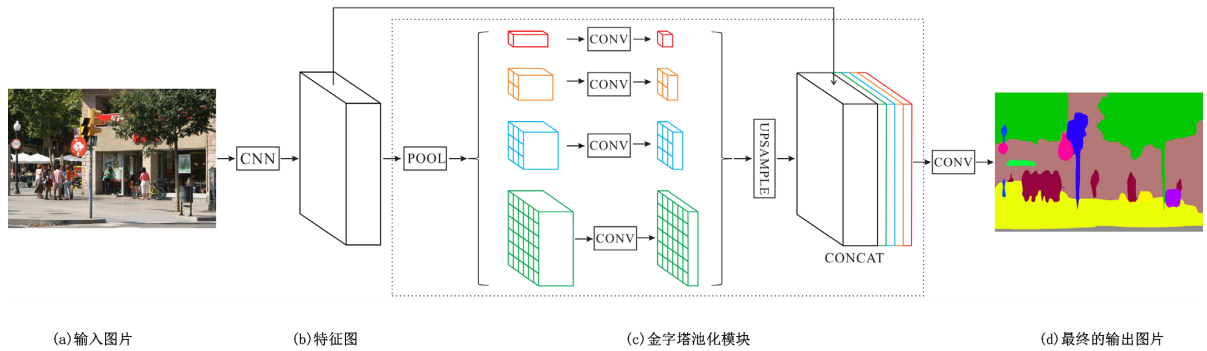 CNN
POOL
CONV
CONV
CONV
CONV
UPSAMPLE
CONCAT
CONV
(a)输入图片
(b)特征图
(c)金字塔池化模块
(d)最终的输出图片